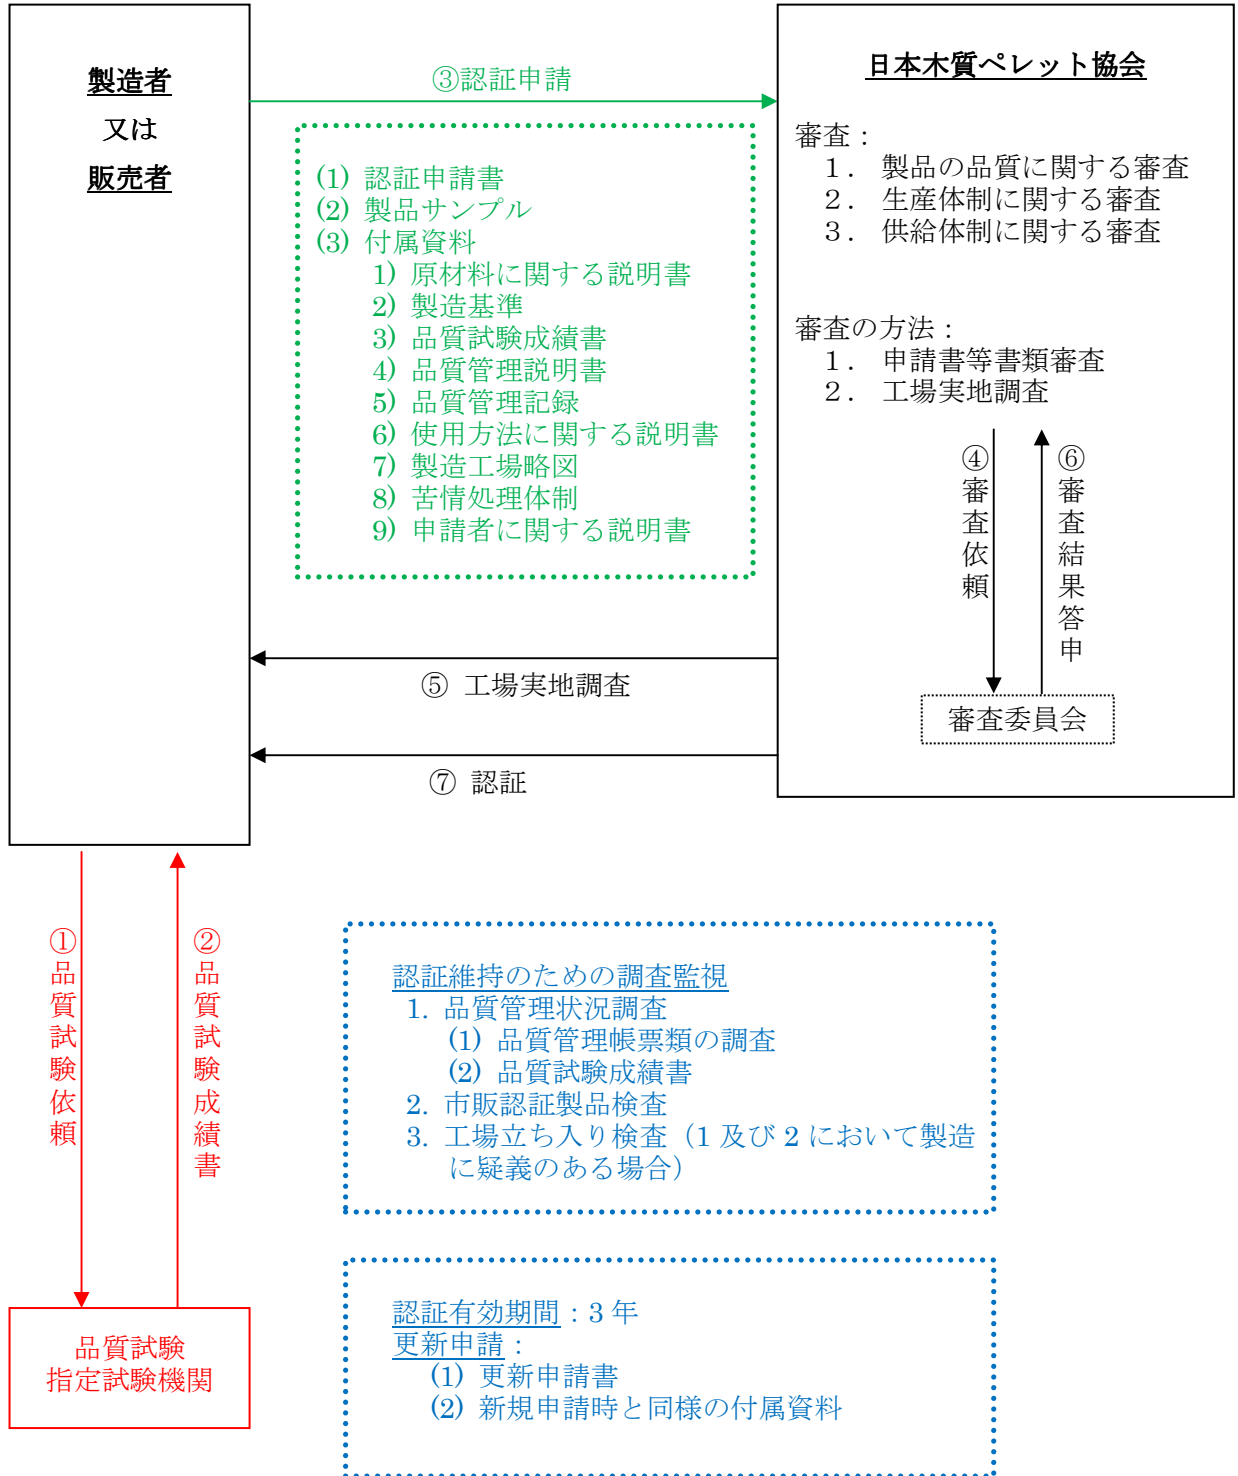 製造者
又は
販売者
③認証申請
(1) 認証申請書
(2) 製品サンプル
(3) 付属資料
1) 原材料に関する説明書
2) 製造基準
3) 品質試験成績書
4) 品質管理説明書
5) 品質管理記録
6) 使用方法に関する説明書
7) 製造工場略図
8) 苦情処理体制
9) 申請者に関する説明書
日本木質ペレット協会
審査：
１． 製品の品質に関する審査
２． 生産体制に関する審査
３． 供給体制に関する審査
審査の方法：
１． 申請書等書類審査
２． 工場実地調査
④審査依頼
⑥審査結果答申
審査委員会
⑤ 工場実地調査
⑦ 認証
①品質試験依頼
②品質試験成績書
品質試験
指定試験機関
認証維持のための調査監視
1. 品質管理状況調査
(1) 品質管理帳票類の調査
(2) 品質試験成績書
2. 市販認証製品検査
3. 工場立ち入り検査（1 及び 2 において製造
に疑義のある場合）
認証有効期間：3 年
更新申請：
(1) 更新申請書
(2) 新規申請時と同様の付属資料